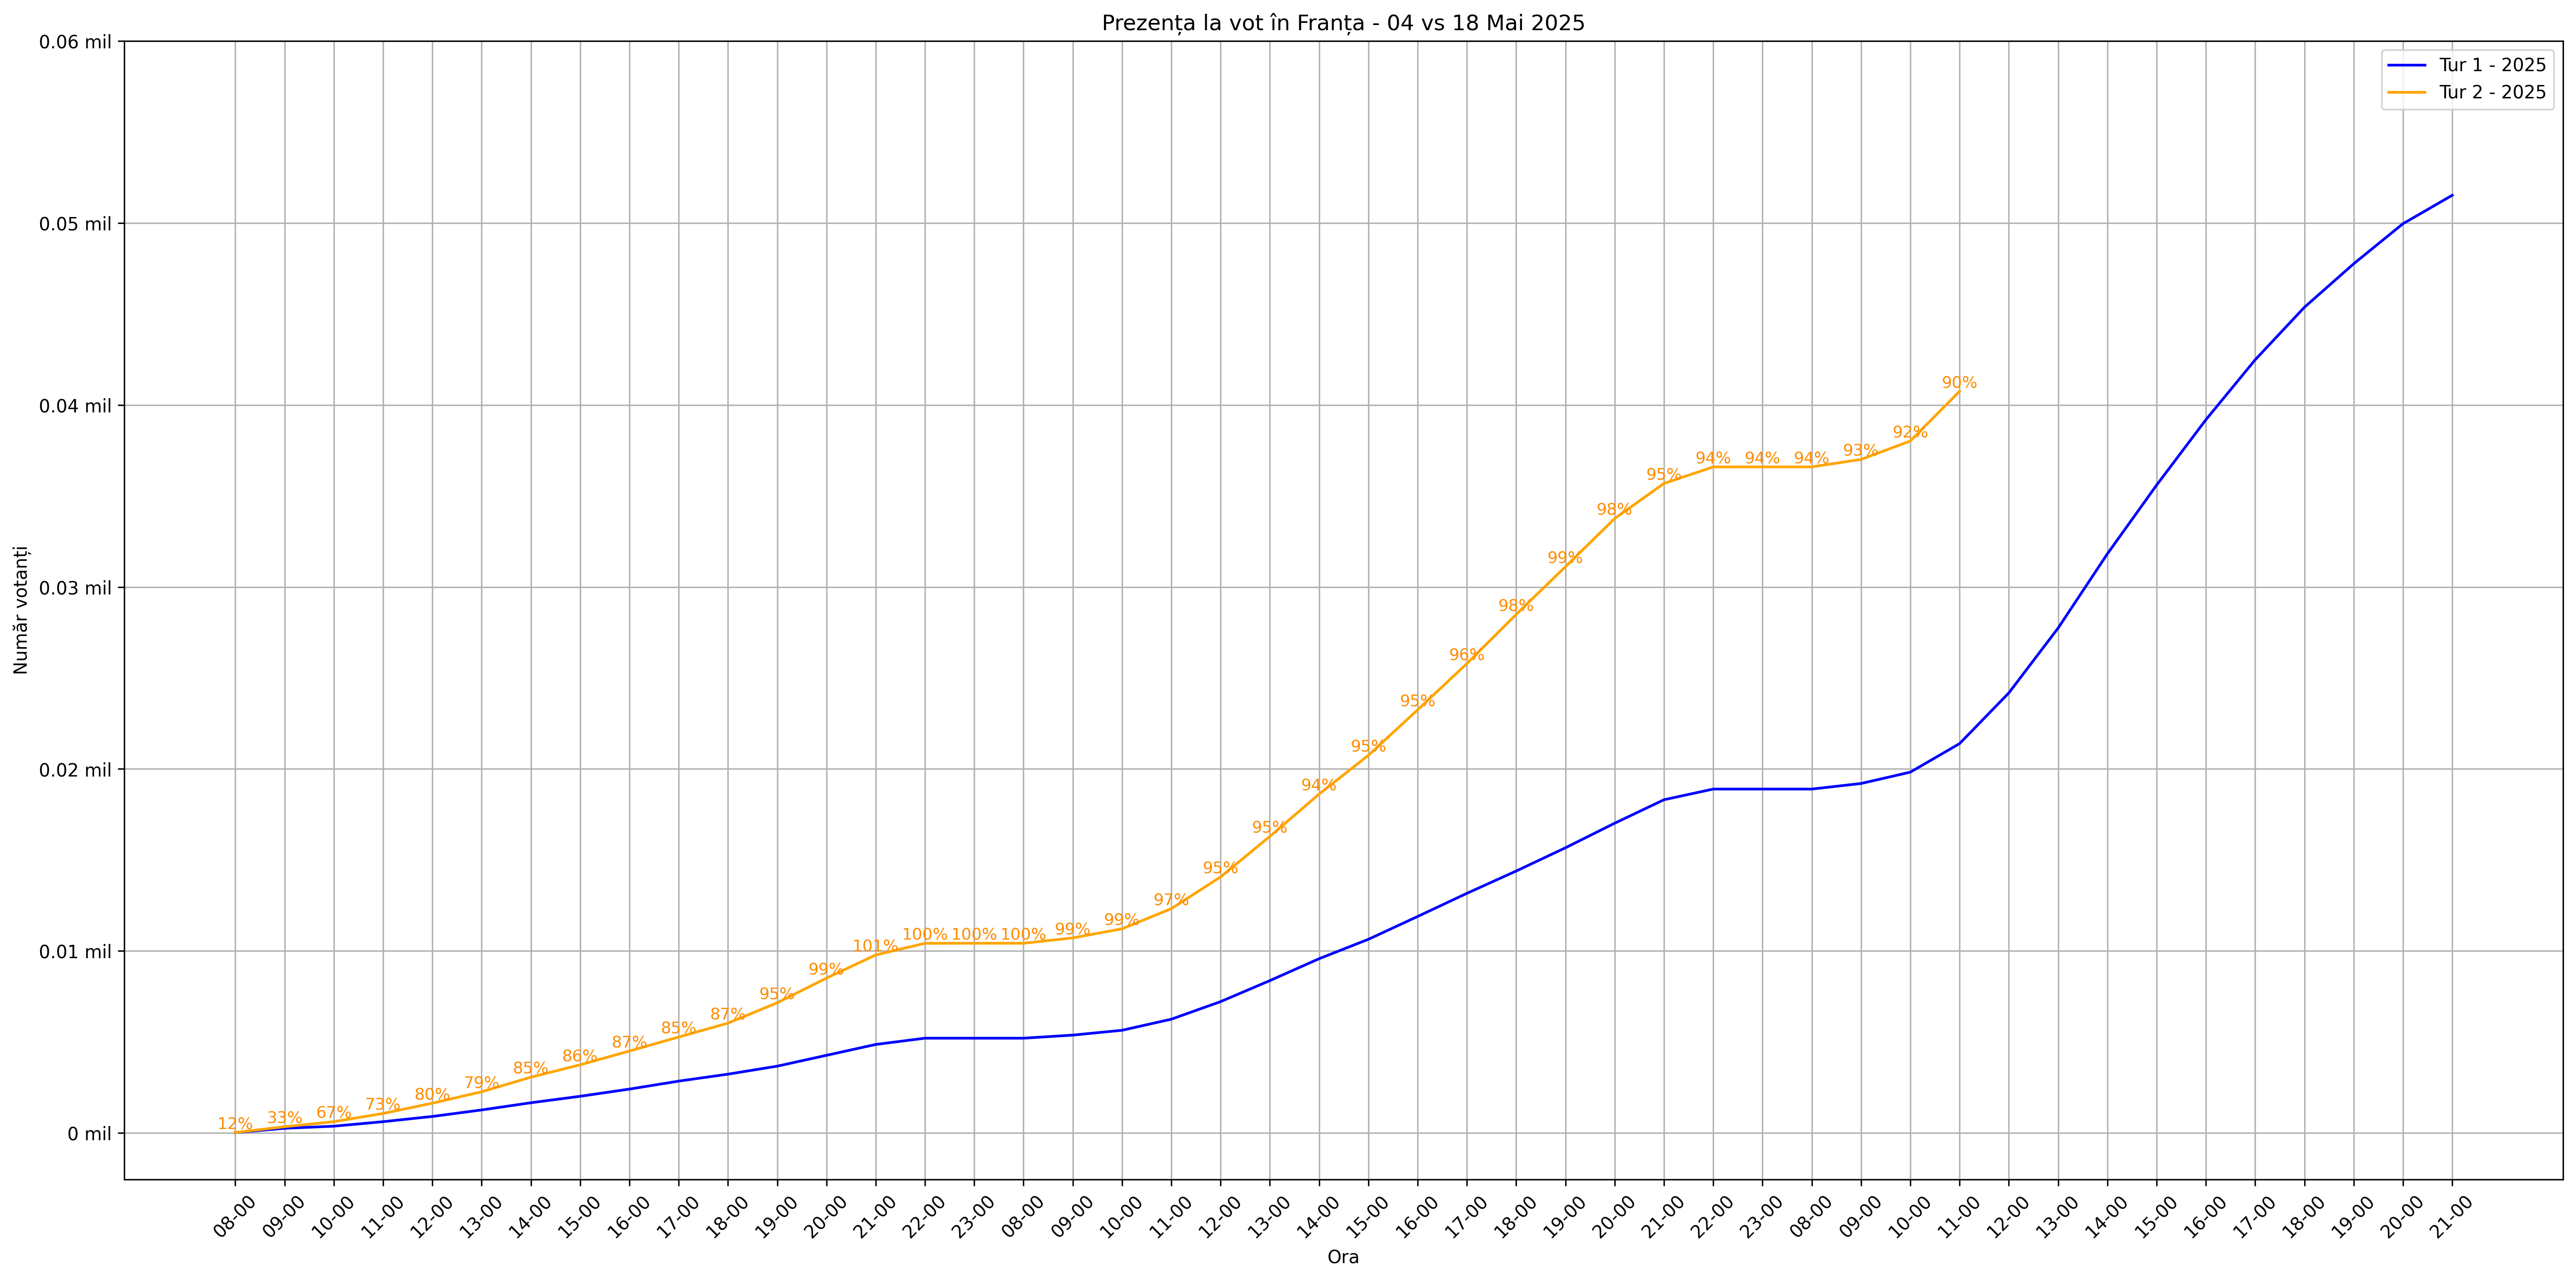 Prezența la vot în Franța - 04 vs 18 Mai 2025
Tur 1 - 2025
Tur 2 - 2025
Număr votanți
0.06 mil
0.05 mil
0.04 mil
0.03 mil
0.02 mil
0.01 mil
0 mil
12% 33% 67% 73% 80% 79% 85% 86% 87% 85% 87% 95% 99% 101% 100% 100% 100% 99% 99% 97% 95% 95% 94% 95% 95% 96% 98% 99% 98% 95% 94% 94% 94% 93% 92% 90%
08-00 09-00 10-00 11-00 12-00 13-00 14-00 15-00 16-00 17-00 18-00 19-00 20-00 21-00 22-00 23-00 08-00 09-00 10-00 11-00 12-00 13-00 14-00 15-00 16-00 17-00 18-00 19-00 20-00 21-00 22-00 23-00 08-00 09-00 10-00 11-00 12-00 13-00 14-00 15-00 16-00 17-00 18-00 19-00 20-00 21-00
Ora